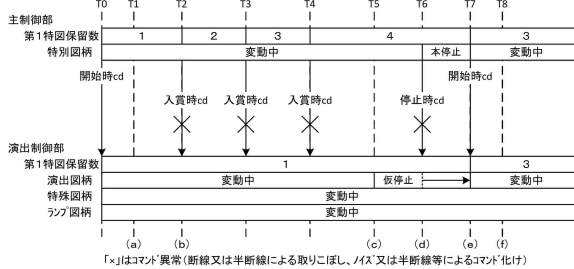 T0 T1 T2 T3 T4 T5 T6 T7 T8
主制御部
第1特図保留数 1 2 3 4 3
特別図柄 変動中 本停止 変動中
開始時cd 開始時cd
入賞時cd 入賞時cd 入賞時cd 停止時cd
演出制御部
第1特図保留数 1 3
演出図柄 変動中 仮停止 変動中
特殊図柄 変動中
ランプ図柄 変動中
(a) (b) (c) (d) (e) (f)
「×」はコマンド異常(断線又は半断線による取りこぼし、ノイズ又は半断線等によるコマンド化け)